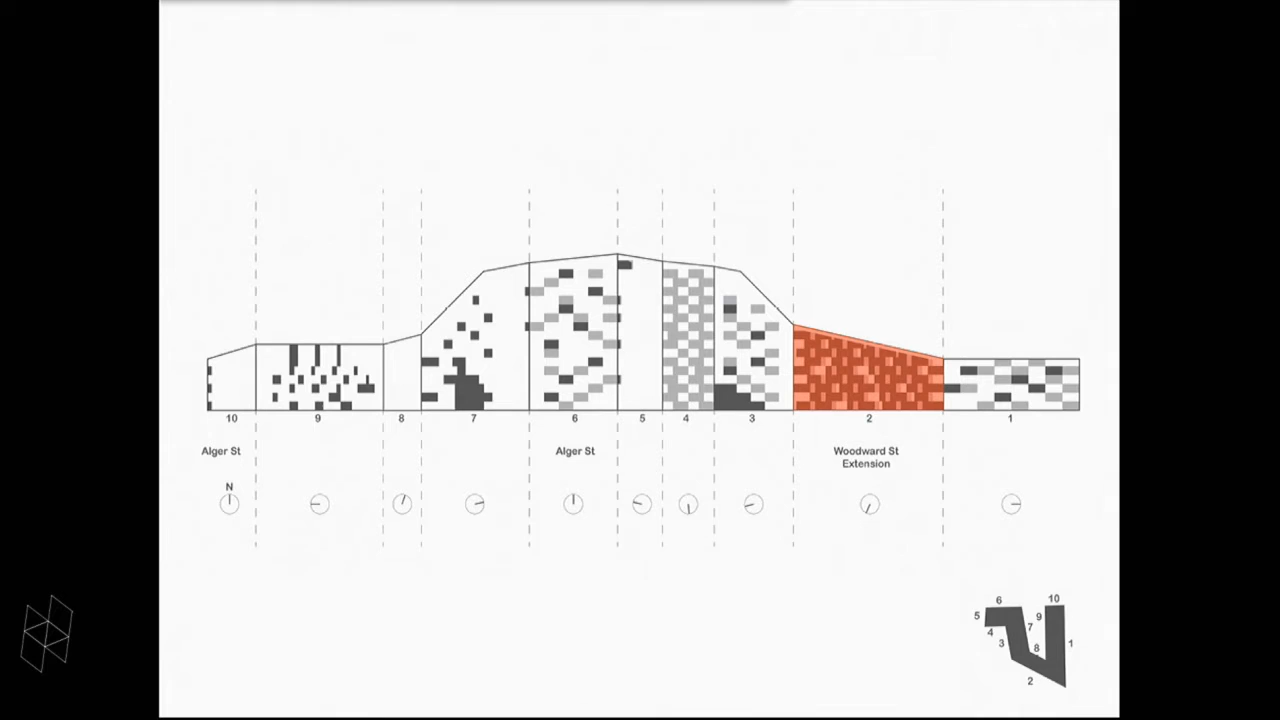 10 9 8 7 6 5 4 3 2 1
Alger St Alger St Woodward St
Extension
N
6 10
5 9
7
4
3 8 1
2